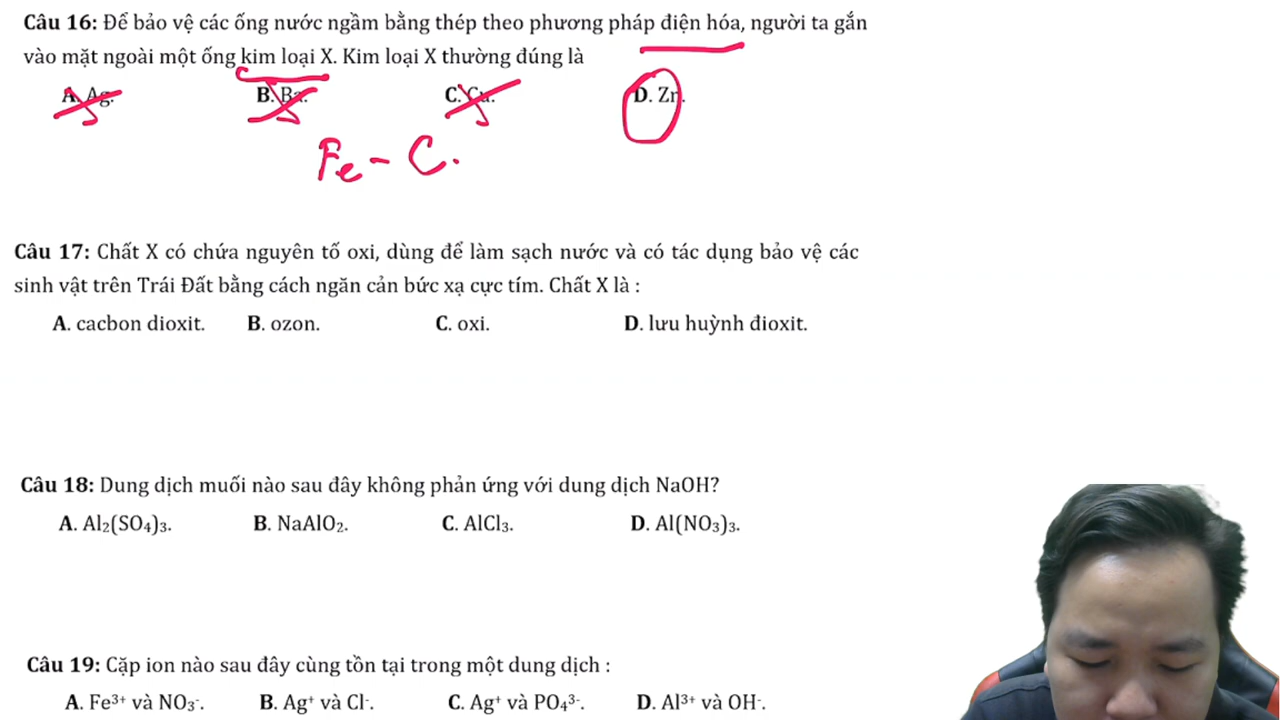 Câu 16: Để bảo vệ các ống nước ngầm bằng thép theo phương pháp điện hóa, người ta gắn
vào mặt ngoài một ống kim loại X. Kim loại X thường đúng là
A. Ag. B. Ba. C. Cu. D. Zn.
Fe - C.
Câu 17: Chất X có chứa nguyên tố oxi, dùng để làm sạch nước và có tác dụng bảo vệ các
sinh vật trên Trái Đất bằng cách ngăn cản bức xạ cực tím. Chất X là :
A. cacbon dioxit. B. ozon. C. oxi. D. lưu huỳnh đioxit.
Câu 18: Dung dịch muối nào sau đây không phản ứng với dung dịch NaOH?
A. Al₂(SO₄)₃. B. NaAlO₂. C. AlCl₃. D. Al(NO₃)₃.
Câu 19: Cặp ion nào sau đây cùng tồn tại trong một dung dịch :
A. Fe³⁺ và NO₃⁻. B. Ag⁺ và Cl⁻. C. Ag⁺ và PO₄³⁻. D. Al³⁺ và OH⁻.